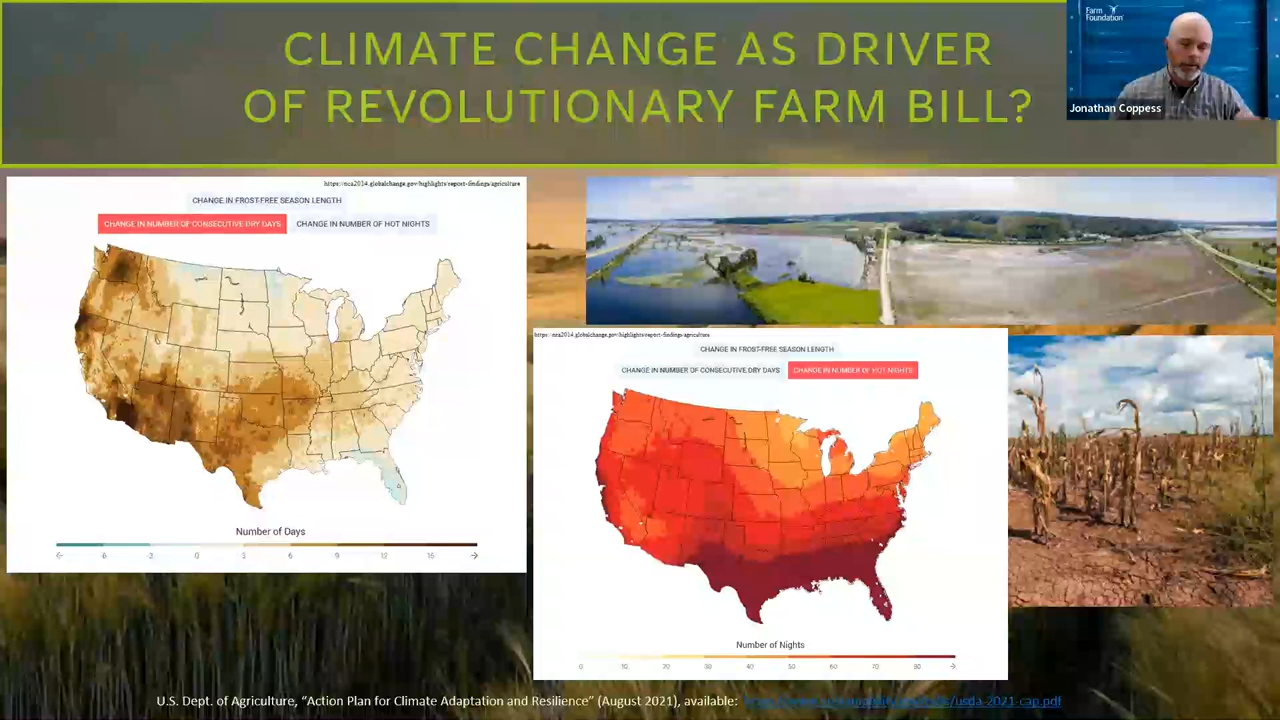 CLIMATE CHANGE AS DRIVER
OF REVOLUTIONARY FARM BILL?
Farm
Foundation
Jonathan Coppess
https://nca2014.globalchange.gov/highlights/report-findings/agriculture
CHANGE IN FROST-FREE SEASON LENGTH
CHANGE IN NUMBER OF CONSECUTIVE DRY DAYS CHANGE IN NUMBER OF HOT NIGHTS
Number of Days
-6 -3 -0 3 6 9 12 15
https://nca2014.globalchange.gov/highlights/report-findings/agriculture
CHANGE IN FROST-FREE SEASON LENGTH
CHANGE IN NUMBER OF CONSECUTIVE DRY DAYS CHANGE IN NUMBER OF HOT NIGHTS
Number of Nights
0 10 20 30 40 50 60 70 80
U.S. Dept. of Agriculture, “Action Plan for Climate Adaptation and Resilience” (August 2021), available: